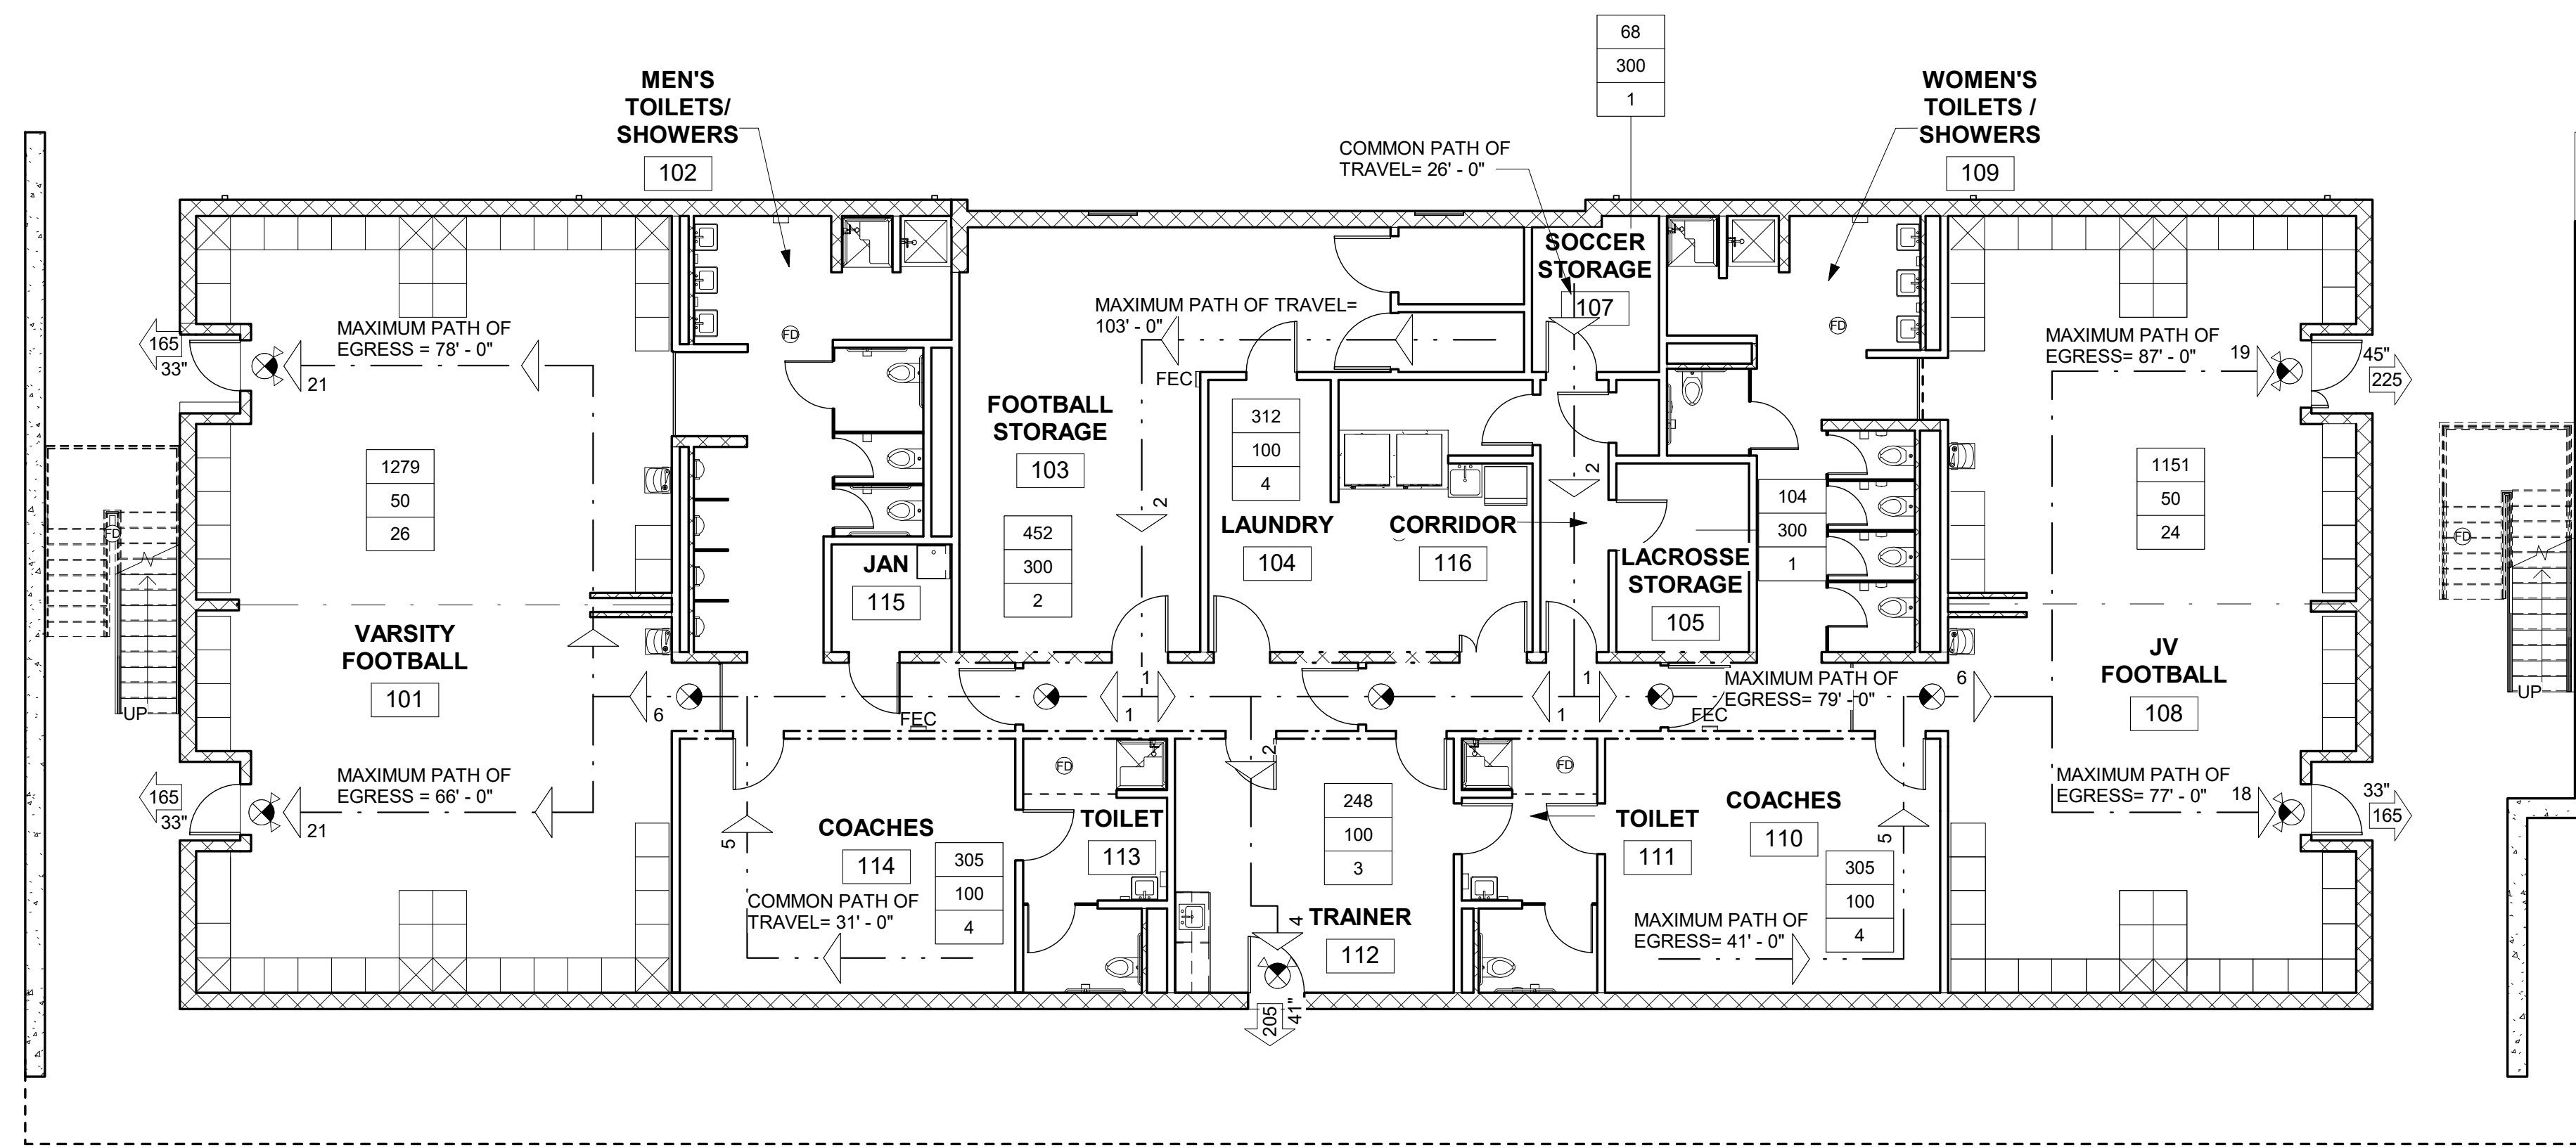 68
300
1
MEN'S
TOILETS/
SHOWERS
102
COMMON PATH OF
TRAVEL= 26' - 0"
WOMEN'S
TOILETS /
SHOWERS
109
SOCCER
STORAGE
107
MAXIMUM PATH OF TRAVEL=
103' - 0"
MAXIMUM PATH OF
EGRESS = 78' - 0"
165
33"
21
FD
FEC
FD
MAXIMUM PATH OF
EGRESS= 87' - 0"
19
45"
225
FOOTBALL
STORAGE
103
2
312
100
4
1279
50
26
452
300
2
LAUNDRY
104
CORRIDOR
116
2
104
300
1
1151
50
24
FD
FD
JAN
115
LACROSSE
STORAGE
105
VARSITY
FOOTBALL
101
JV
FOOTBALL
108
UP
UP
6
FEC
1
1
1
1
FEC
MAXIMUM PATH OF
EGRESS= 79' - 0"
6
MAXIMUM PATH OF
EGRESS = 66' - 0"
165
33"
21
5
COACHES
114
305
100
4
COMMON PATH OF
TRAVEL= 31' - 0"
FD
TOILET
113
2
248
100
3
4
TRAINER
112
205
41"
FD
TOILET
111
COACHES
110
305
100
4
5
MAXIMUM PATH OF
EGRESS= 41' - 0"
MAXIMUM PATH OF
EGRESS= 77' - 0"
18
33"
165